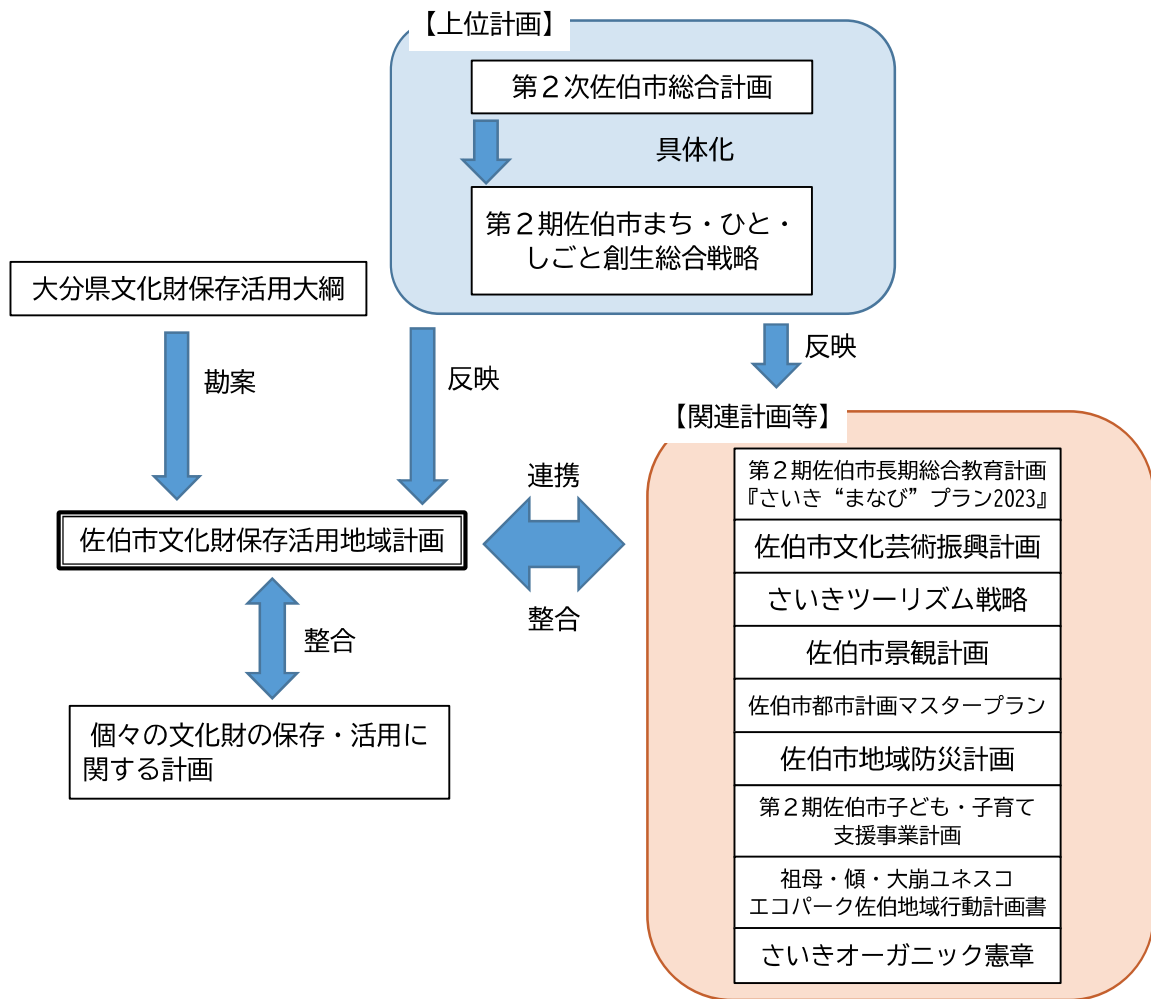 【上位計画】
第２次佐伯市総合計画
具体化
第２期佐伯市まち・ひと・
しごと創生総合戦略
大分県文化財保存活用大綱
勘案
反映
反映
【関連計画等】
佐伯市文化財保存活用地域計画
連携
整合
整合
個々の文化財の保存・活用に
関する計画
第２期佐伯市長期総合教育計画
『さいき“まなび”プラン2023』
佐伯市文化芸術振興計画
さいきツーリズム戦略
佐伯市景観計画
佐伯市都市計画マスタープラン
佐伯市地域防災計画
第２期佐伯市子ども・子育て
支援事業計画
祖母・傾・大崩ユネスコ
エコパーク佐伯地域行動計画書
さいきオーガニック憲章